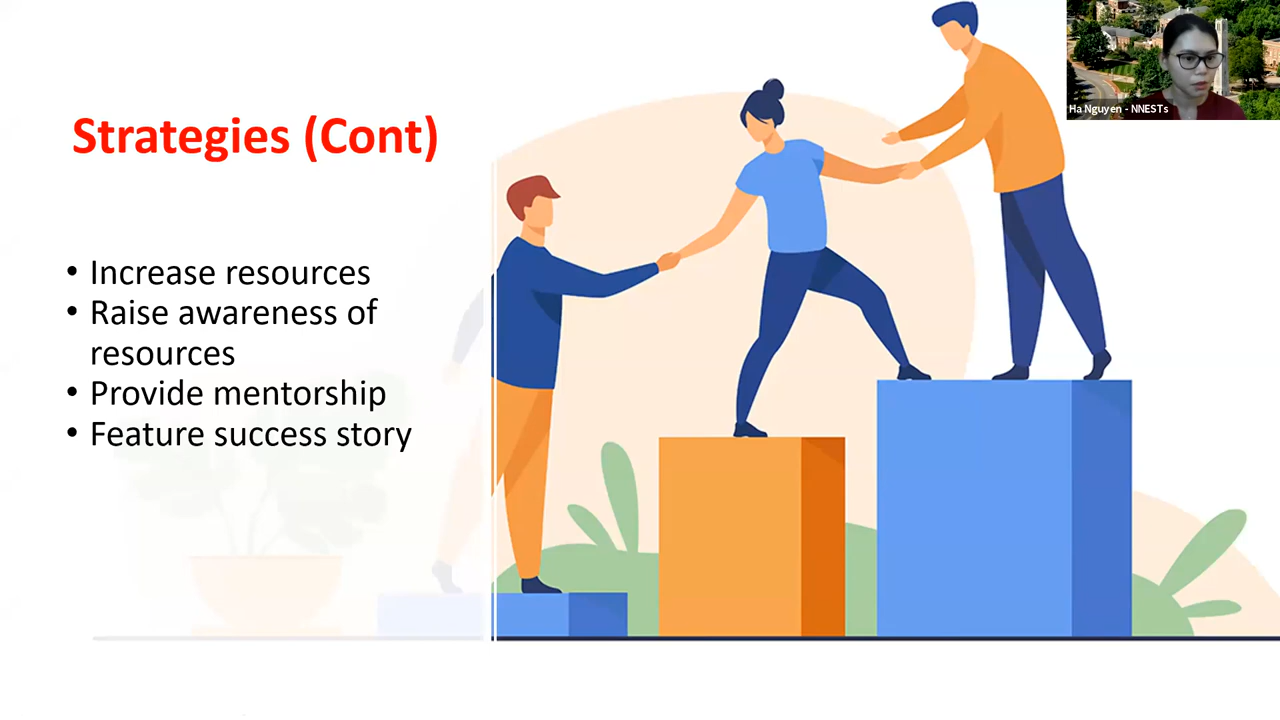 Ha Nguyen - NNESTs
Strategies (Cont)
• Increase resources
• Raise awareness of
resources
• Provide mentorship
• Feature success story